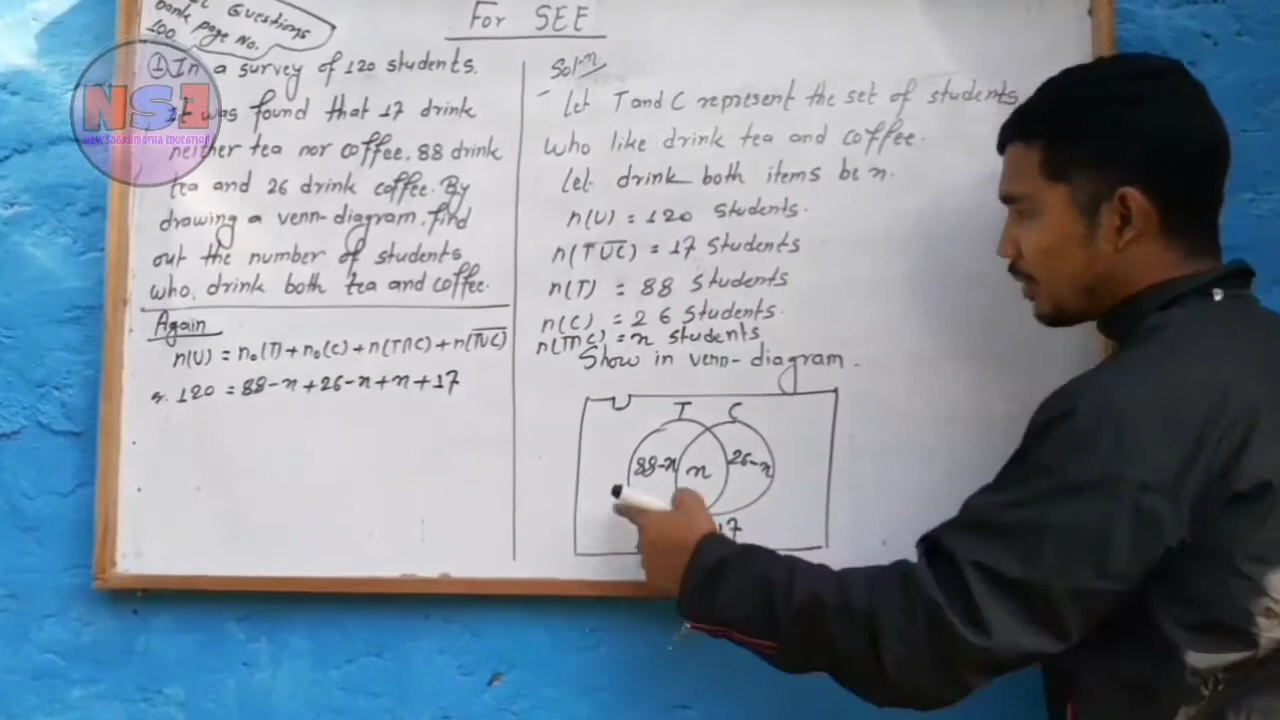 For SEE
Questions
bank page No.
100.
① In a survey of 120 students.
It was found that 17 drink
neither tea nor coffee. 88 drink
tea and 26 drink coffee. By
drawing a venn-diagram. find
out the number of students
who drink both tea and coffee.
Again
n(U) = n₀(T) + n₀(C) + n(T∩C) + n(T̅U̅C̅)
120 = 88-x + 26-x + x + 17
Solⁿ
Let T and C represent the set of students
who like drink tea and coffee.
Let drink both items be x.
n(U) = 120 Students.
n(T̅U̅C̅) = 17 Students
n(T) = 88 Students
n(C) = 26 Students.
n(T∩C) = x students
Show in venn-diagram.
U
T C
88-x x 26-x
17
NSE
NEW SAGARMATHA EDUCATION